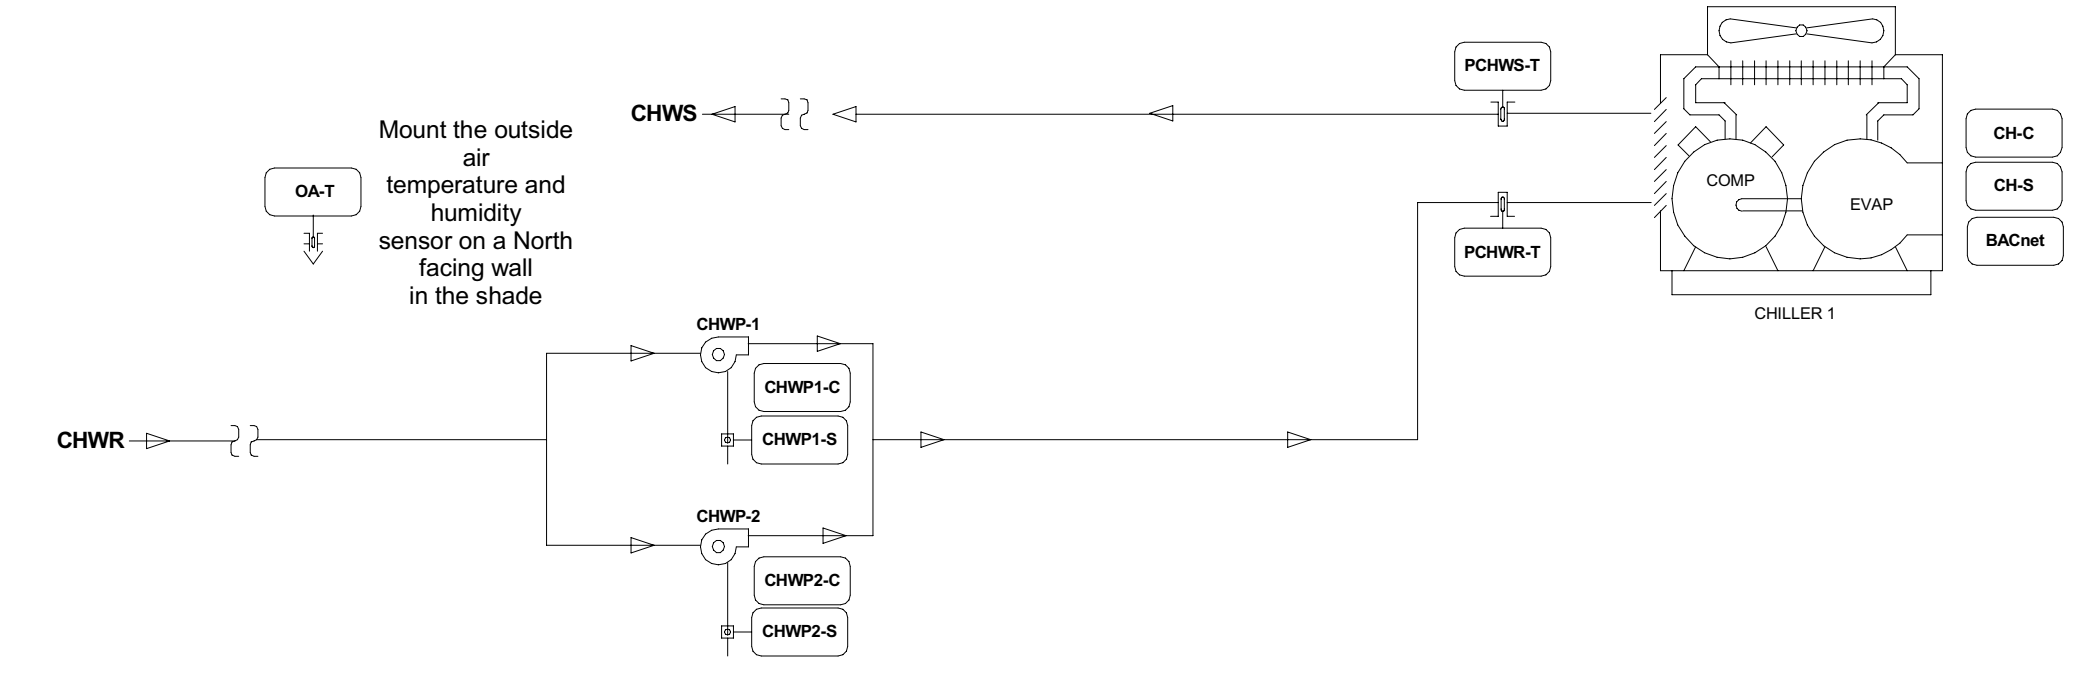 PCHWS-T
CHWS
Mount the outside
air
temperature and
humidity
sensor on a North
facing wall
in the shade
OA-T
COMP
EVAP
CH-C
CH-S
BACnet
PCHWR-T
CHILLER 1
CHWP-1
CHWP1-C
CHWR
CHWP1-S
CHWP-2
CHWP2-C
CHWP2-S